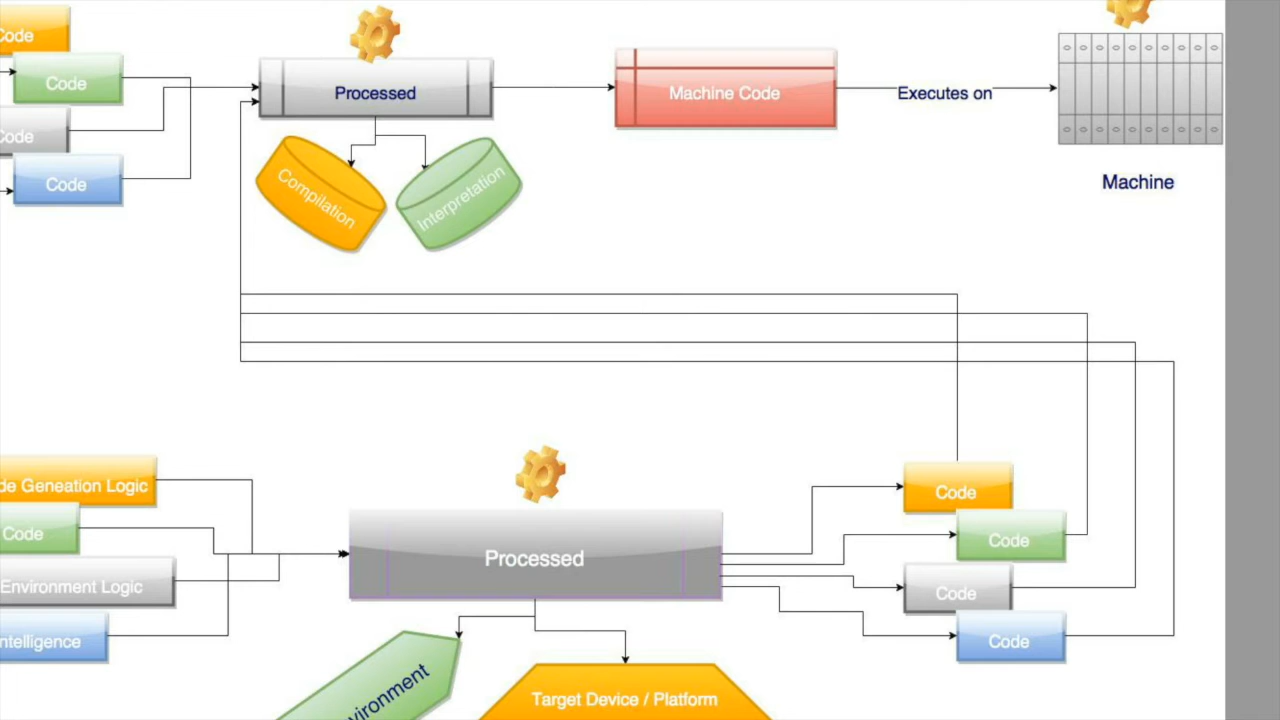 Code
Code
Code
Code
Processed
Compilation
Interpretation
Machine Code
Executes on
Machine
de Geneation Logic
Code
Environment Logic
ntelligence
Processed
vironment
Target Device / Platform
Code
Code
Code
Code